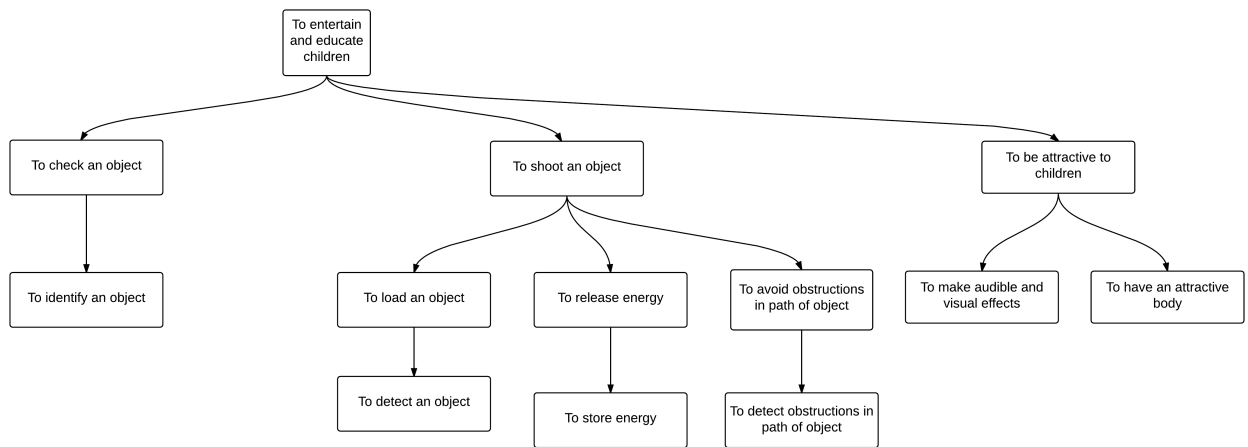 To entertain
and educate
children
To check an object
To shoot an object
To be attractive to
children
To identify an object
To load an object
To release energy
To avoid obstructions
in path of object
To make audible and
visual effects
To have an attractive
body
To detect an object
To store energy
To detect obstructions in
path of object